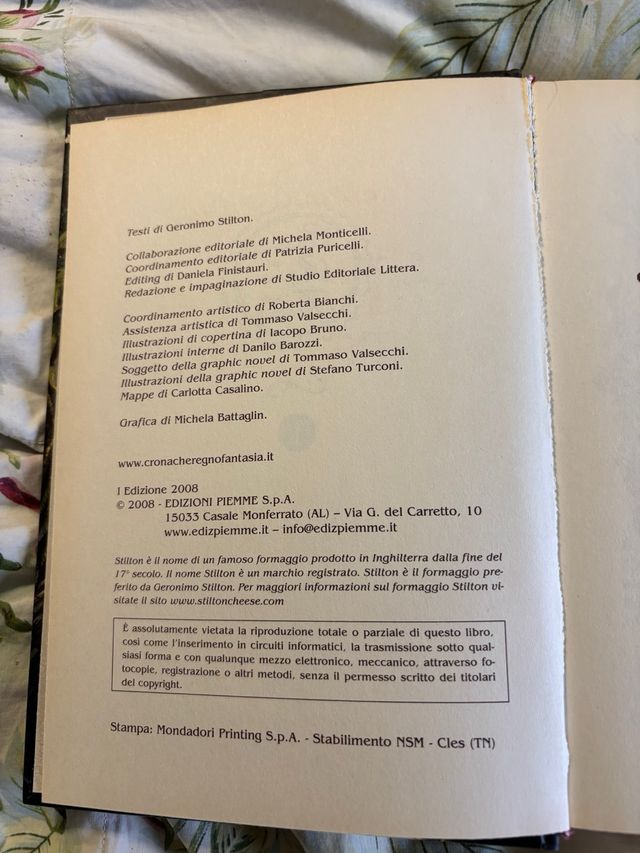 Testi di Geronimo Stilton.
Collaborazione editoriale di Michela Monticelli.
Coordinamento editoriale di Patrizia Puricelli.
Editing di Daniela Finistauri.
Redazione e impaginazione di Studio Editoriale Littera.
Coordinamento artistico di Roberta Bianchi.
Assistenza artistica di Tommaso Valsecchi.
Illustrazioni di copertina di Iacopo Bruno.
Illustrazioni interne di Danilo Barozzi.
Soggetto della graphic novel di Tommaso Valsecchi.
Illustrazioni della graphic novel di Stefano Turconi.
Mappe di Carlotta Casalino.
Grafica di Michela Battaglin.
www.cronacheregnofantasia.it
I Edizione 2008
© 2008 - EDIZIONI PIEMME S.p.A.
15033 Casale Monferrato (AL) – Via G. del Carretto, 10
www.edizpiemme.it – info@edizpiemme.it
Stilton è il nome di un famoso formaggio prodotto in Inghilterra dalla fine del
17° secolo. Il nome Stilton è un marchio registrato. Stilton è il formaggio pre-
ferito da Geronimo Stilton. Per maggiori informazioni sul formaggio Stilton vi-
sitate il sito www.stiltoncheese.com
È assolutamente vietata la riproduzione totale o parziale di questo libro,
così come l'inserimento in circuiti informatici, la trasmissione sotto qual-
siasi forma e con qualunque mezzo elettronico, meccanico, attraverso fo-
tocopie, registrazione o altri metodi, senza il permesso scritto dei titolari
del copyright.
Stampa: Mondadori Printing S.p.A. - Stabilimento NSM - Cles (TN)